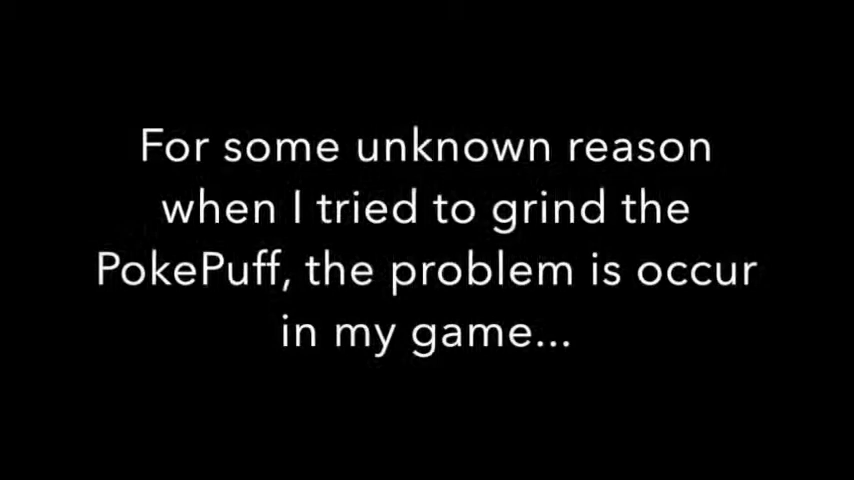 For some unknown reason
when I tried to grind the
PokePuff, the problem is occur
in my game...